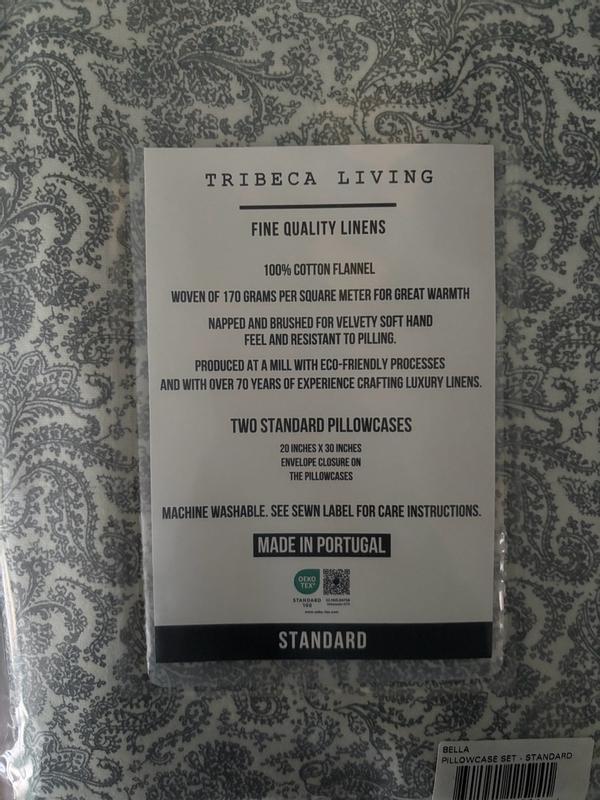 TRIBECA LIVING
FINE QUALITY LINENS
100% COTTON FLANNEL
WOVEN OF 170 GRAMS PER SQUARE METER FOR GREAT WARMTH
NAPPED AND BRUSHED FOR VELVETY SOFT HAND
FEEL AND RESISTANT TO PILLING.
PRODUCED AT A MILL WITH ECO-FRIENDLY PROCESSES
AND WITH OVER 70 YEARS OF EXPERIENCE CRAFTING LUXURY LINENS.
TWO STANDARD PILLOWCASES
20 INCHES X 30 INCHES
ENVELOPE CLOSURE ON
THE PILLOWCASES
MACHINE WASHABLE. SEE SEWN LABEL FOR CARE INSTRUCTIONS.
MADE IN PORTUGAL
OEKO
TEX®
STANDARD
100
www.oeko-tex.com
STANDARD
BELLA
PILLOWCASE SET - STANDARD